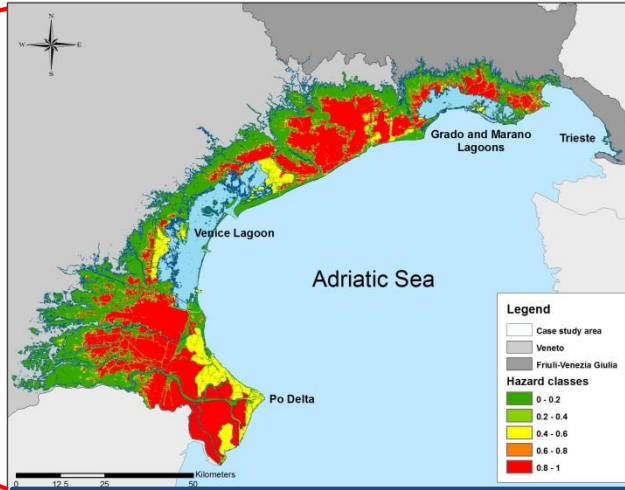 N
W
E
S
Grado and Marano
Lagoons
Trieste
Venice Lagoon
Adriatic Sea
Po Delta
Legend
Case study area
Veneto
Friuli-Venezia Giulia
Hazard classes
0 - 0.2
0.2 - 0.4
0.4 - 0.6
0.6 - 0.8
0.8 - 1
Kilometers
0 12.5 25 50